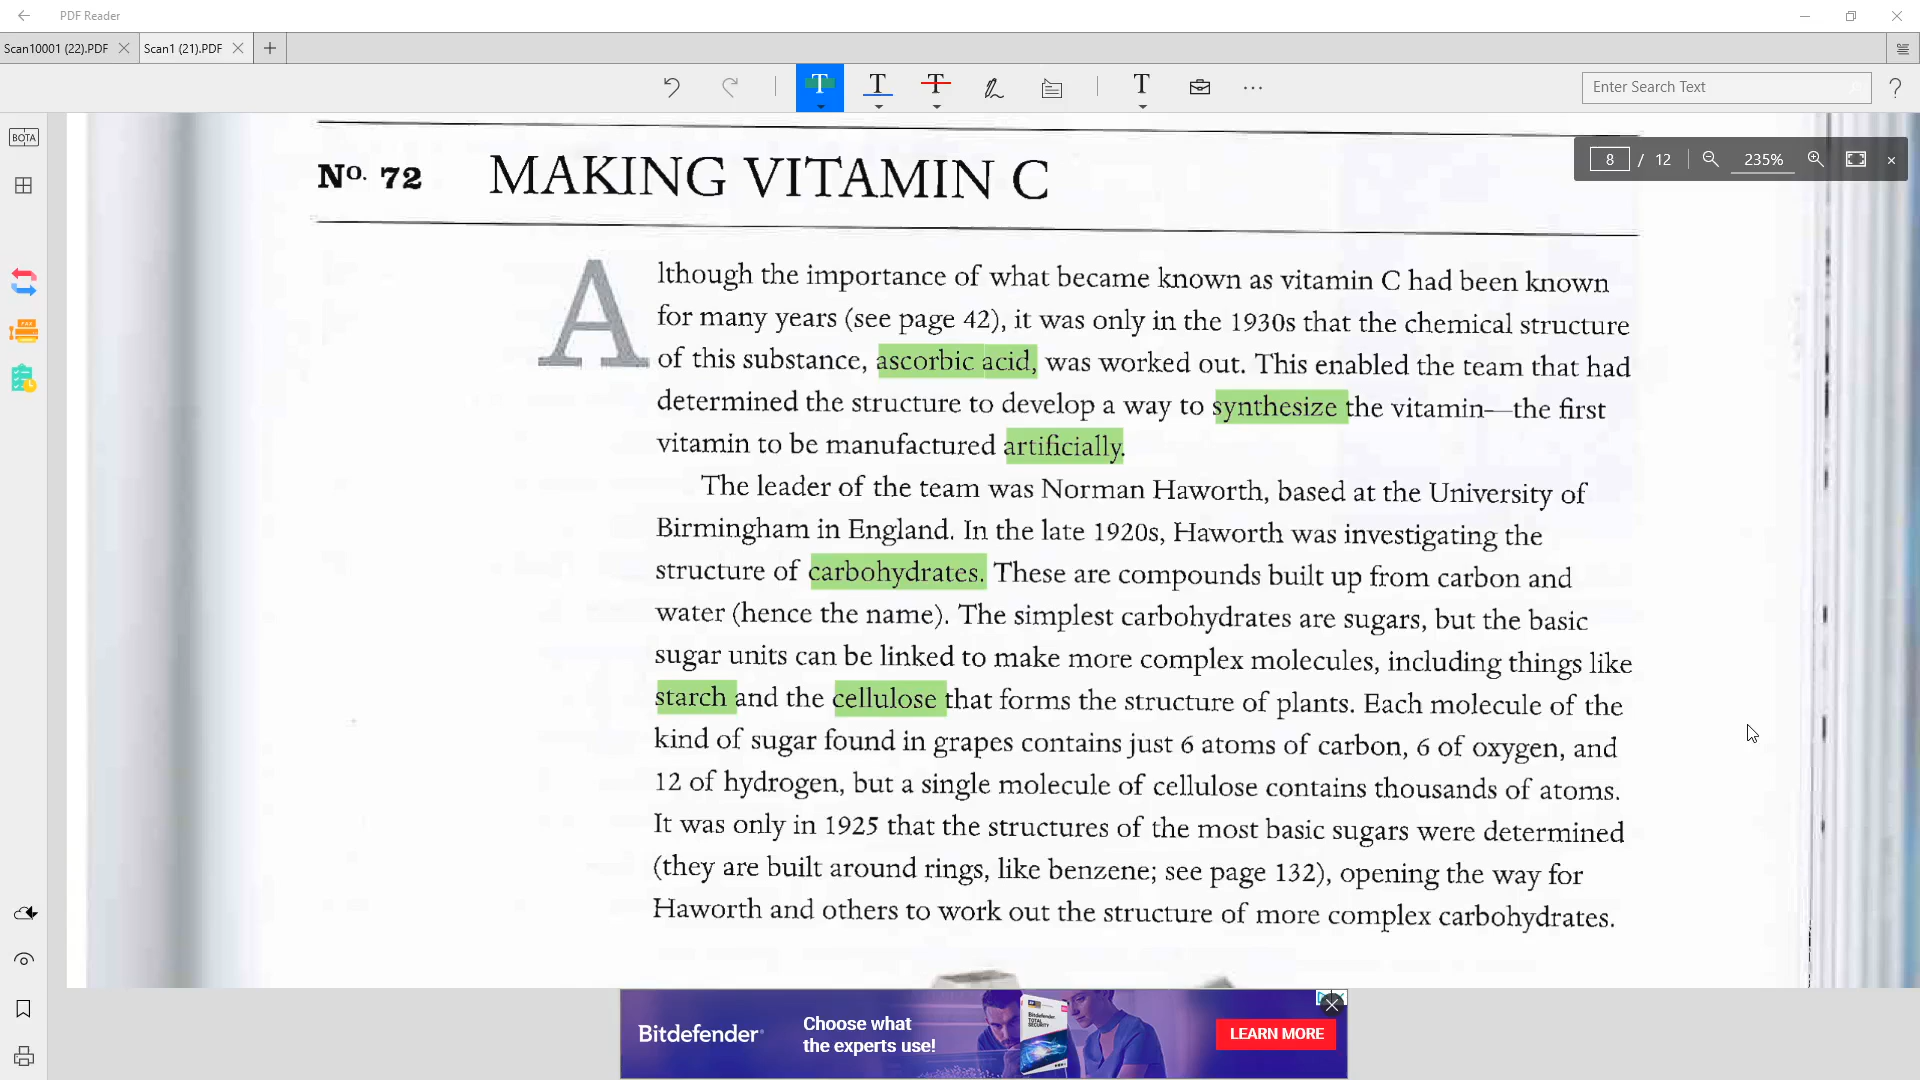 PDF Reader
Scan10001 (22).PDF
Scan1 (21).PDF
Enter Search Text
BOTA
8 / 12
235%
No. 72 MAKING VITAMIN C
Although the importance of what became known as vitamin C had been known
for many years (see page 42), it was only in the 1930s that the chemical structure
of this substance, ascorbic acid, was worked out. This enabled the team that had
determined the structure to develop a way to synthesize the vitamin—the first
vitamin to be manufactured artificially.
The leader of the team was Norman Haworth, based at the University of
Birmingham in England. In the late 1920s, Haworth was investigating the
structure of carbohydrates. These are compounds built up from carbon and
water (hence the name). The simplest carbohydrates are sugars, but the basic
sugar units can be linked to make more complex molecules, including things like
starch and the cellulose that forms the structure of plants. Each molecule of the
kind of sugar found in grapes contains just 6 atoms of carbon, 6 of oxygen, and
12 of hydrogen, but a single molecule of cellulose contains thousands of atoms.
It was only in 1925 that the structures of the most basic sugars were determined
(they are built around rings, like benzene; see page 132), opening the way for
Haworth and others to work out the structure of more complex carbohydrates.
Bitdefender
Choose what
the experts use!
Bitdefender
TOTAL
SECURITY
LEARN MORE